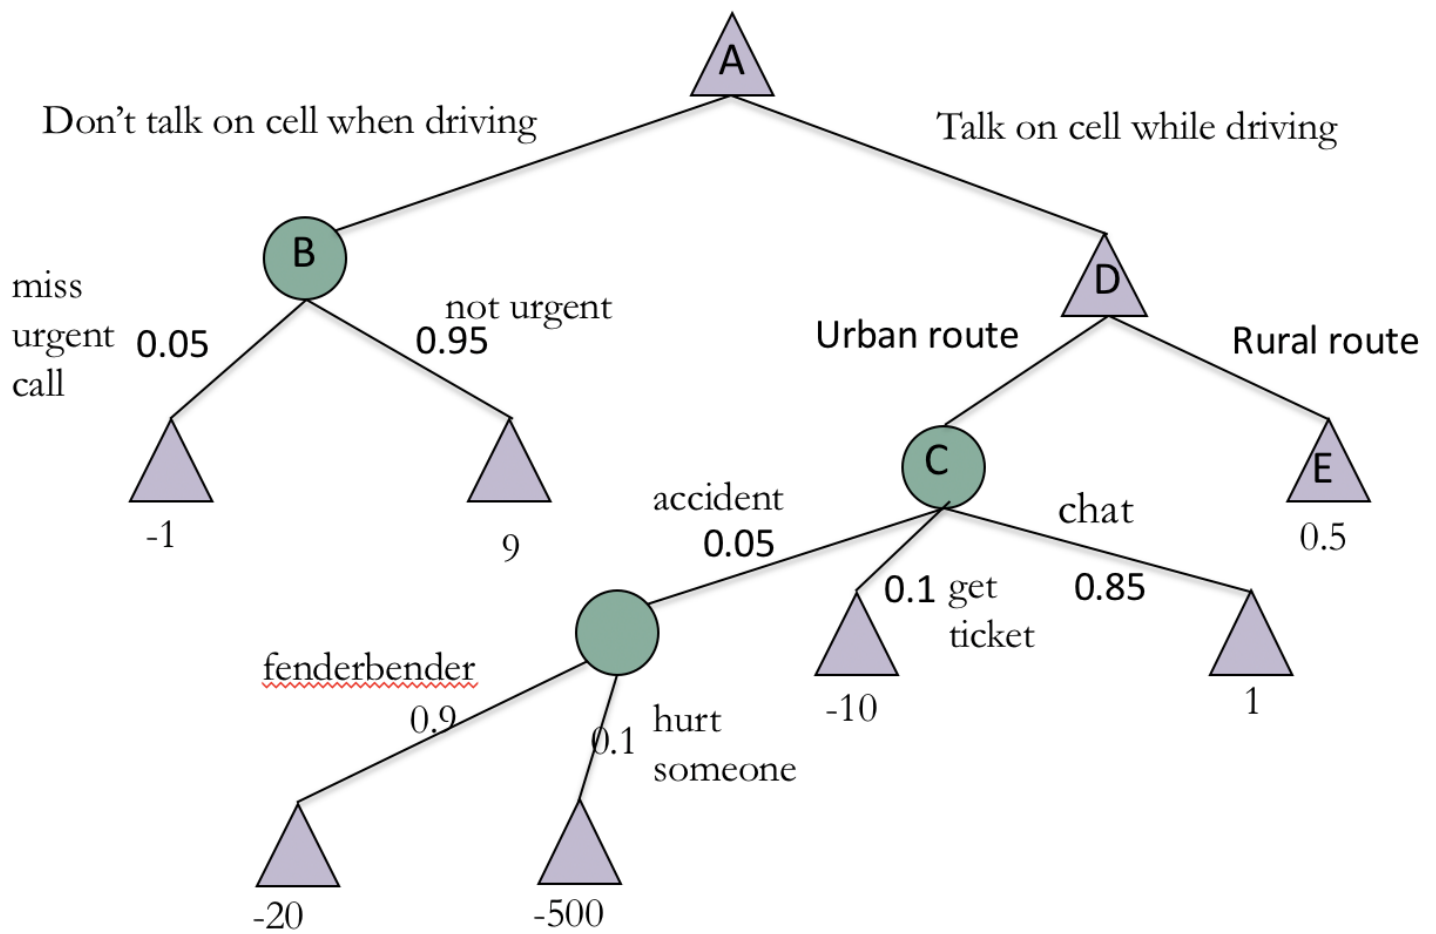 A
Don’t talk on cell when driving
Talk on cell while driving
B
D
miss
urgent
call
0.05
not urgent
0.95
Urban route
Rural route
C
E
-1
9
accident
0.05
chat
0.5
0.1
get
ticket
0.85
fenderbender
0.9
0.1
hurt
someone
-10
1
-20
-500